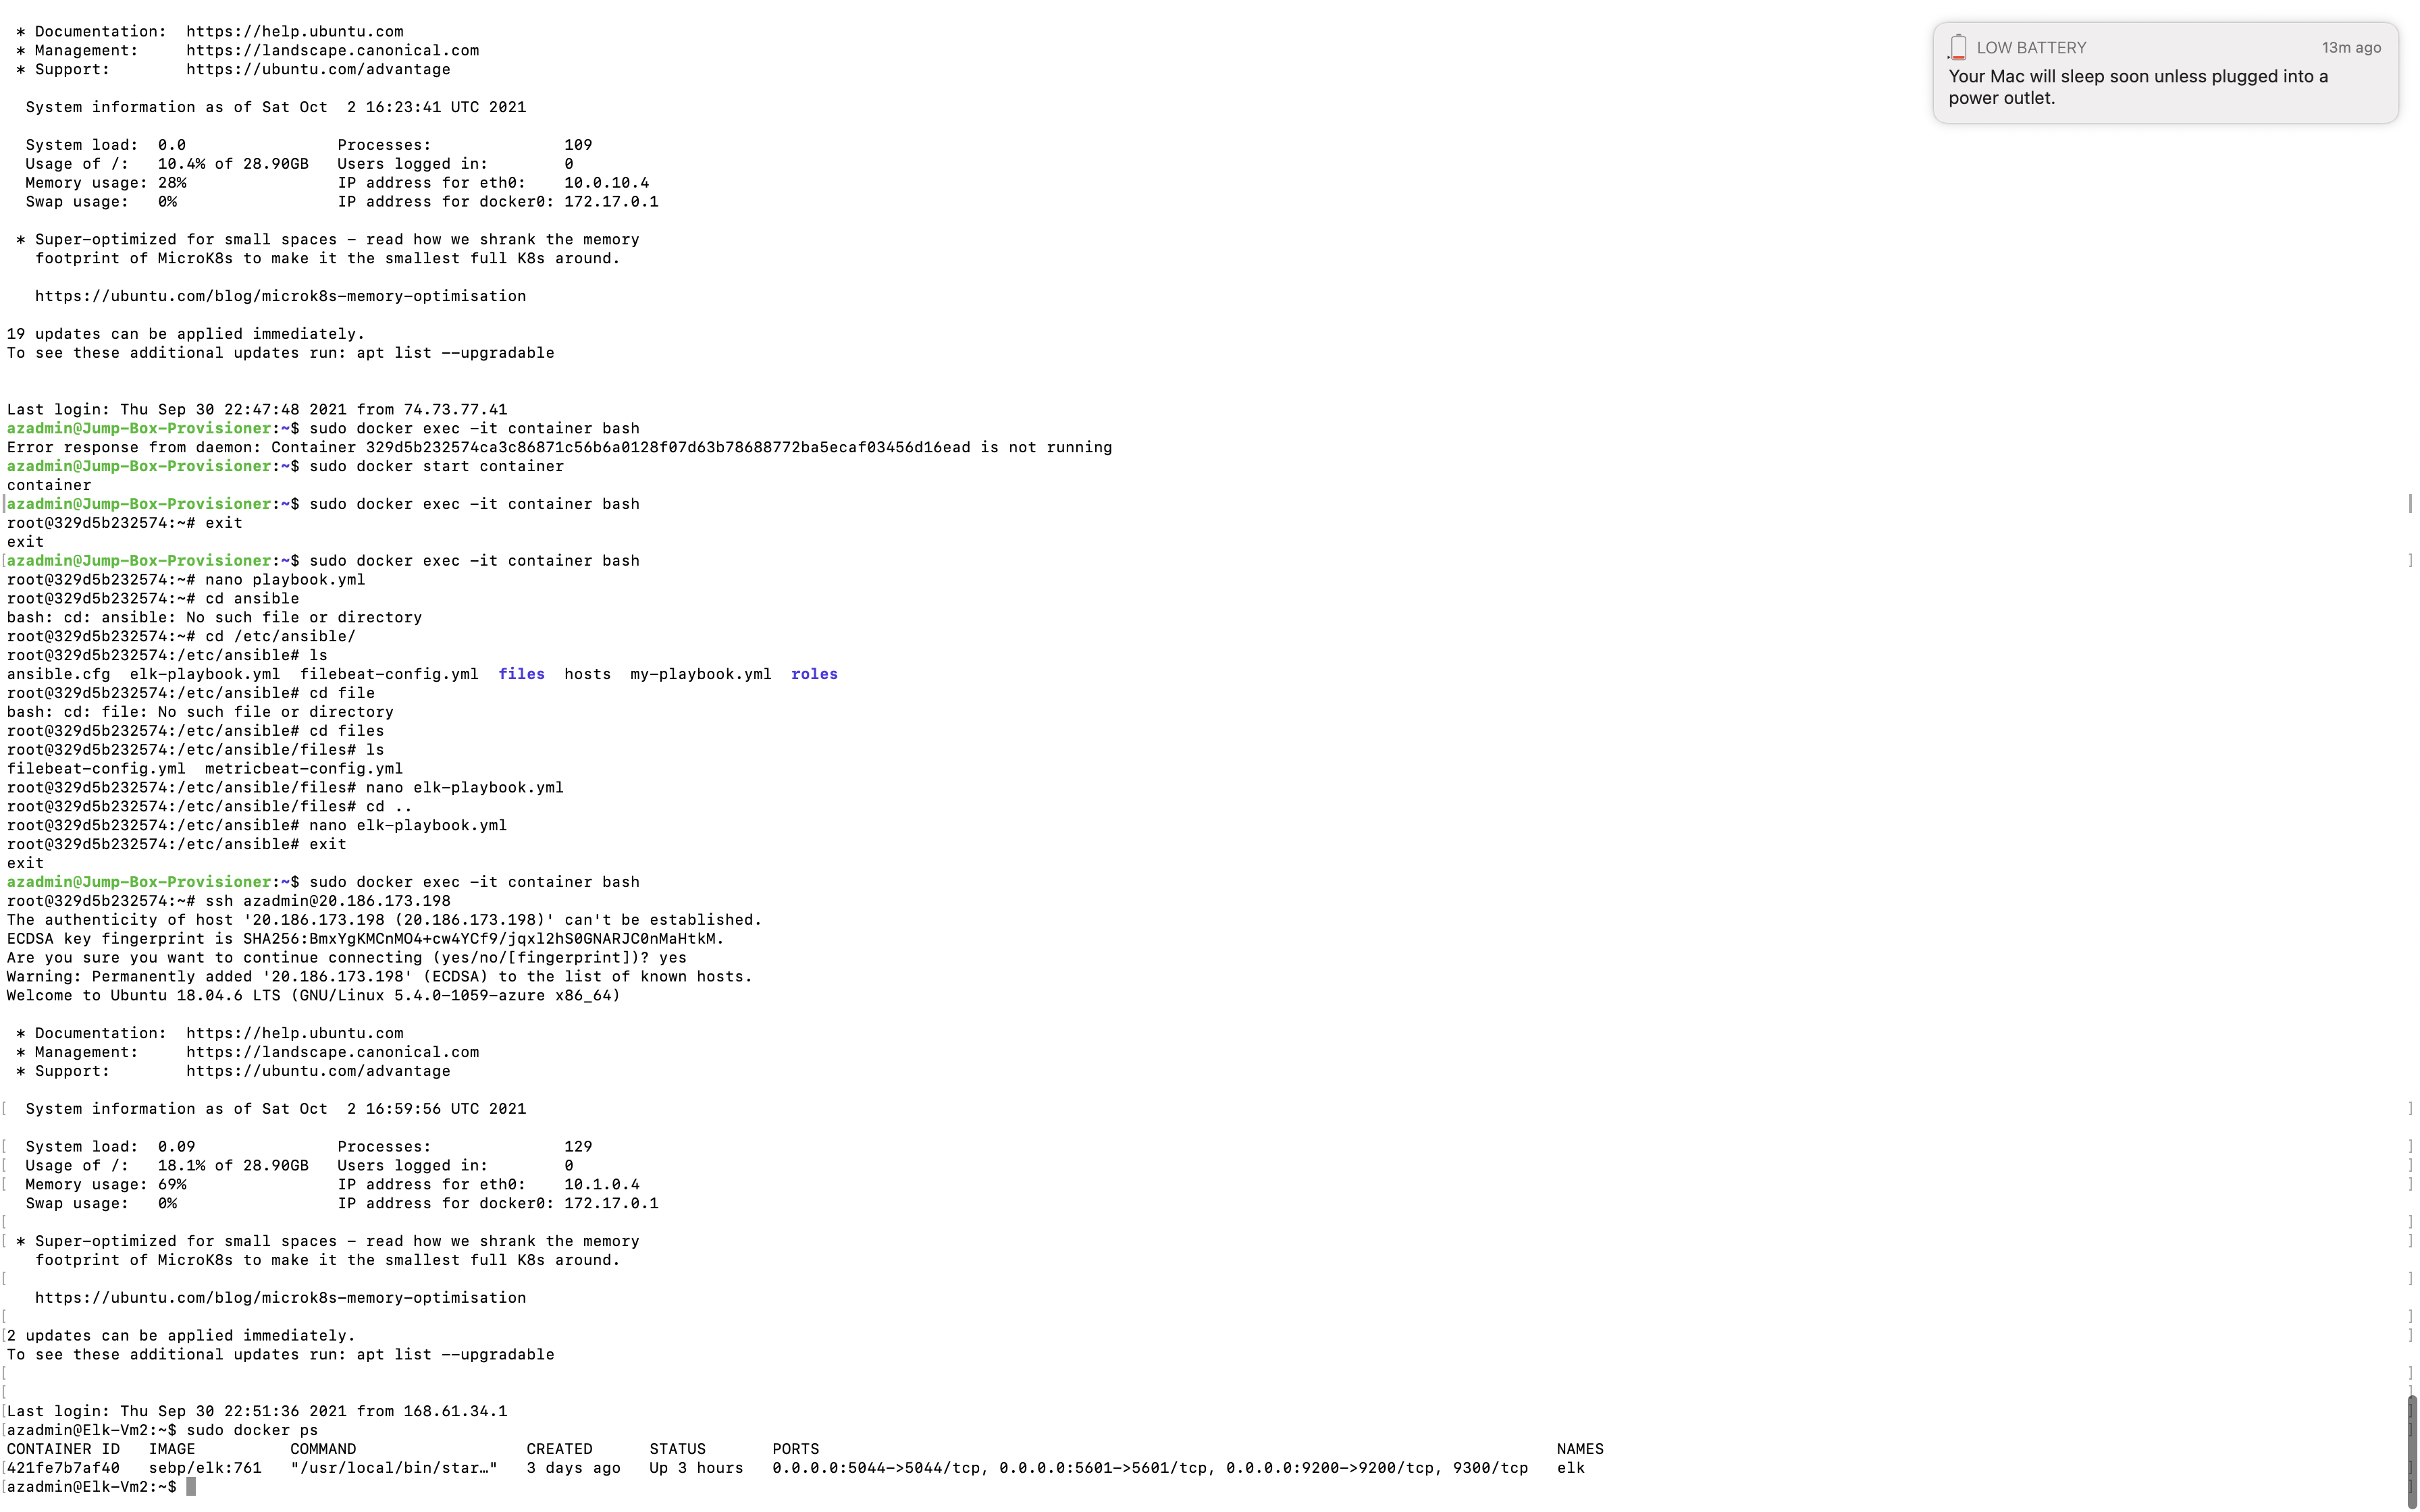 * Documentation:  https://help.ubuntu.com
* Management:     https://landscape.canonical.com
* Support:        https://ubuntu.com/advantage
System information as of Sat Oct  2 16:23:41 UTC 2021
System load:  0.0               Processes:              109
Usage of /:   10.4% of 28.90GB   Users logged in:        0
Memory usage: 28%                IP address for eth0:    10.0.10.4
Swap usage:   0%                 IP address for docker0: 172.17.0.1
* Super-optimized for small spaces - read how we shrank the memory
footprint of MicroK8s to make it the smallest full K8s around.
https://ubuntu.com/blog/microk8s-memory-optimisation
19 updates can be applied immediately.
To see these additional updates run: apt list --upgradable
Last login: Thu Sep 30 22:47:48 2021 from 74.73.77.41
azadmin@Jump-Box-Provisioner:~$ sudo docker exec -it container bash
Error response from daemon: Container 329d5b232574ca3c86871c56b6a0128f07d63b78688772ba5ecaf03456d16ead is not running
azadmin@Jump-Box-Provisioner:~$ sudo docker start container
container
azadmin@Jump-Box-Provisioner:~$ sudo docker exec -it container bash
root@329d5b232574:~# exit
exit
[azadmin@Jump-Box-Provisioner:~$ sudo docker exec -it container bash ]
root@329d5b232574:~# nano playbook.yml
root@329d5b232574:~# cd ansible
bash: cd: ansible: No such file or directory
root@329d5b232574:~# cd /etc/ansible/
root@329d5b232574:/etc/ansible# ls
ansible.cfg  elk-playbook.yml  filebeat-config.yml  files  hosts  my-playbook.yml  roles
root@329d5b232574:/etc/ansible# cd file
bash: cd: file: No such file or directory
root@329d5b232574:/etc/ansible# cd files
root@329d5b232574:/etc/ansible/files# ls
filebeat-config.yml  metricbeat-config.yml
root@329d5b232574:/etc/ansible/files# nano elk-playbook.yml
root@329d5b232574:/etc/ansible/files# cd ..
root@329d5b232574:/etc/ansible# nano elk-playbook.yml
root@329d5b232574:/etc/ansible# exit
exit
azadmin@Jump-Box-Provisioner:~$ sudo docker exec -it container bash
root@329d5b232574:~# ssh azadmin@20.186.173.198
The authenticity of host '20.186.173.198 (20.186.173.198)' can't be established.
ECDSA key fingerprint is SHA256:BmxYgKMCnMO4+cw4YCf9/jqxl2hS0GNARJC0nMaHtkM.
Are you sure you want to continue connecting (yes/no/[fingerprint])? yes
Warning: Permanently added '20.186.173.198' (ECDSA) to the list of known hosts.
Welcome to Ubuntu 18.04.6 LTS (GNU/Linux 5.4.0-1059-azure x86_64)
* Documentation:  https://help.ubuntu.com
* Management:     https://landscape.canonical.com
* Support:        https://ubuntu.com/advantage
[ System information as of Sat Oct  2 16:59:56 UTC 2021 ]
[ System load:  0.09               Processes:              129 ]
[ Usage of /:   18.1% of 28.90GB   Users logged in:        0 ]
[ Memory usage: 69%                IP address for eth0:    10.1.0.4 ]
Swap usage:   0%                 IP address for docker0: 172.17.0.1
[ ]
[ * Super-optimized for small spaces - read how we shrank the memory ]
footprint of MicroK8s to make it the smallest full K8s around.
[ ]
https://ubuntu.com/blog/microk8s-memory-optimisation
[ ]
[2 updates can be applied immediately. ]
To see these additional updates run: apt list --upgradable
[ ]
[ ]
[Last login: Thu Sep 30 22:51:36 2021 from 168.61.34.1 ]
[azadmin@Elk-Vm2:~$ sudo docker ps ]
CONTAINER ID   IMAGE          COMMAND                  CREATED      STATUS       PORTS                                                                              NAMES
[421fe7b7af40   sebp/elk:761   "/usr/local/bin/star…"   3 days ago   Up 3 hours   0.0.0.0:5044->5044/tcp, 0.0.0.0:5601->5601/tcp, 0.0.0.0:9200->9200/tcp, 9300/tcp   elk ]
[azadmin@Elk-Vm2:~$ ]
LOW BATTERY 13m ago
Your Mac will sleep soon unless plugged into a
power outlet.